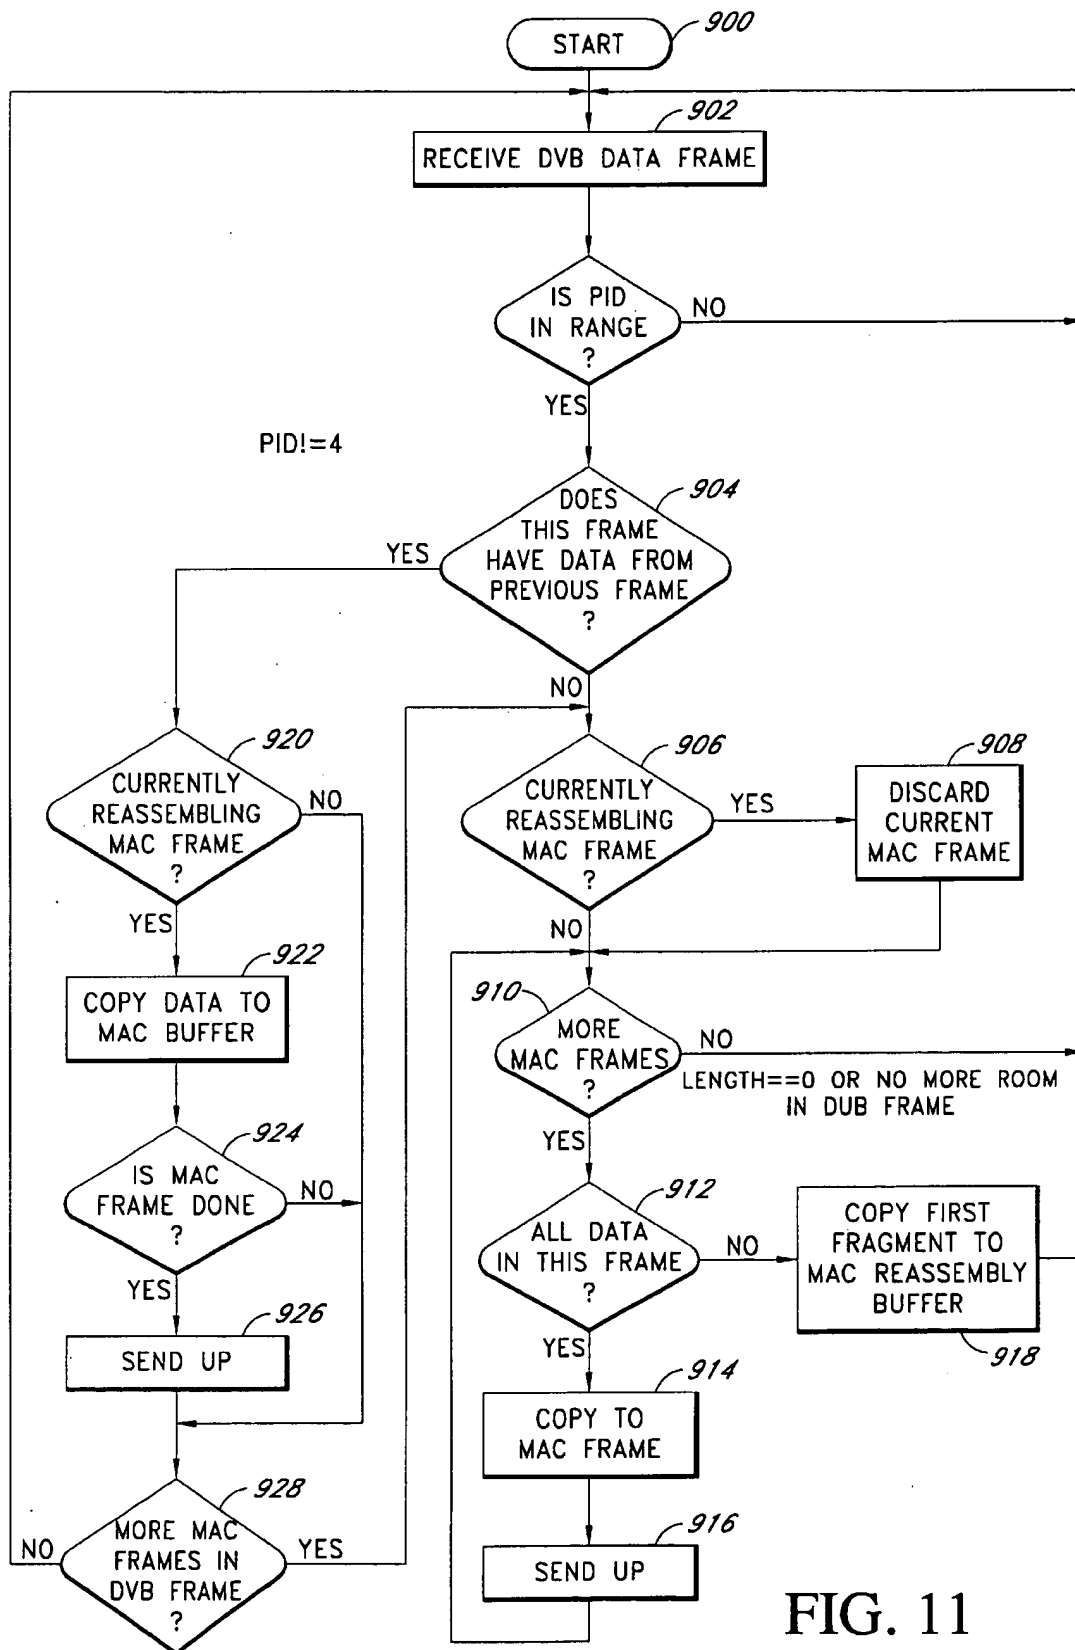 START
900
902
RECEIVE DVB DATA FRAME
IS PID
IN RANGE
?
NO
YES
PID!=4
904
DOES
THIS FRAME
HAVE DATA FROM
PREVIOUS FRAME
?
YES
NO
920
CURRENTLY
REASSEMBLING
MAC FRAME
?
NO
YES
906
CURRENTLY
REASSEMBLING
MAC FRAME
?
YES
NO
908
DISCARD
CURRENT
MAC FRAME
922
COPY DATA TO
MAC BUFFER
910
MORE
MAC FRAMES
?
NO
LENGTH==0 OR NO MORE ROOM
IN DUB FRAME
YES
924
IS MAC
FRAME DONE
?
NO
YES
912
ALL DATA
IN THIS FRAME
?
NO
YES
COPY FIRST
FRAGMENT TO
MAC REASSEMBLY
BUFFER
918
926
SEND UP
914
COPY TO
MAC FRAME
928
MORE MAC
FRAMES IN
DVB FRAME
?
NO
YES
916
SEND UP
FIG. 11